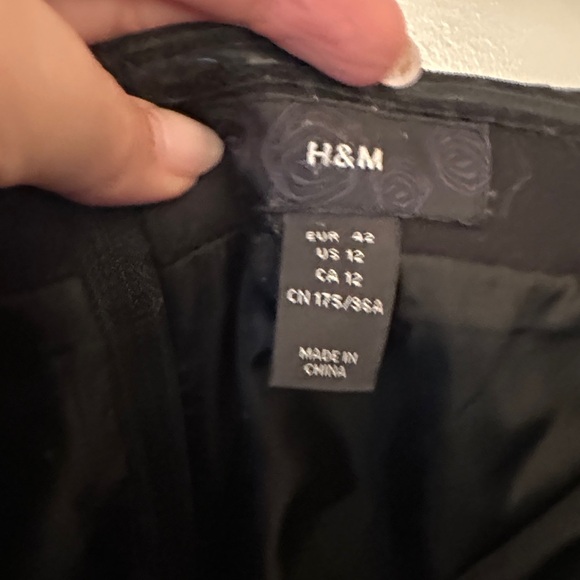 H&M
EUR 42
US 12
CA 12
CN 175/96A
MADE IN
CHINA